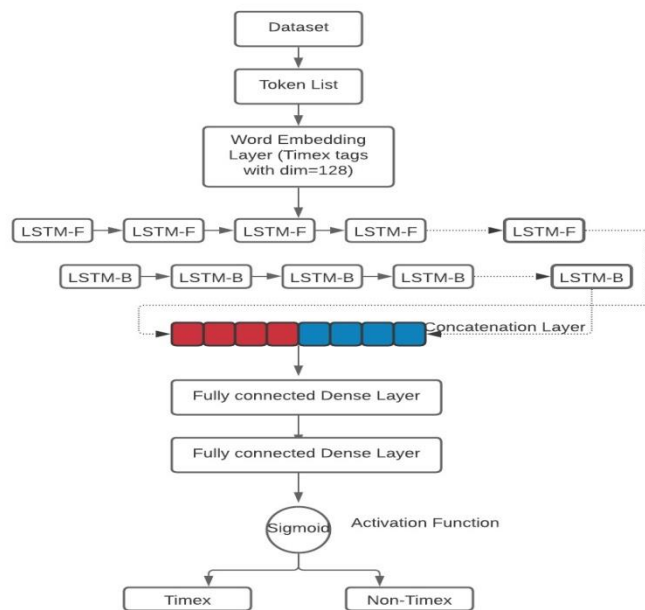 Dataset
Token List
Word Embedding
Layer (Timex tags
with dim=128)
LSTM-F
LSTM-F
LSTM-F
LSTM-F
LSTM-F
LSTM-B
LSTM-B
LSTM-B
LSTM-B
LSTM-B
Concatenation Layer
Fully connected Dense Layer
Fully connected Dense Layer
Sigmoid
Activation Function
Timex
Non-Timex